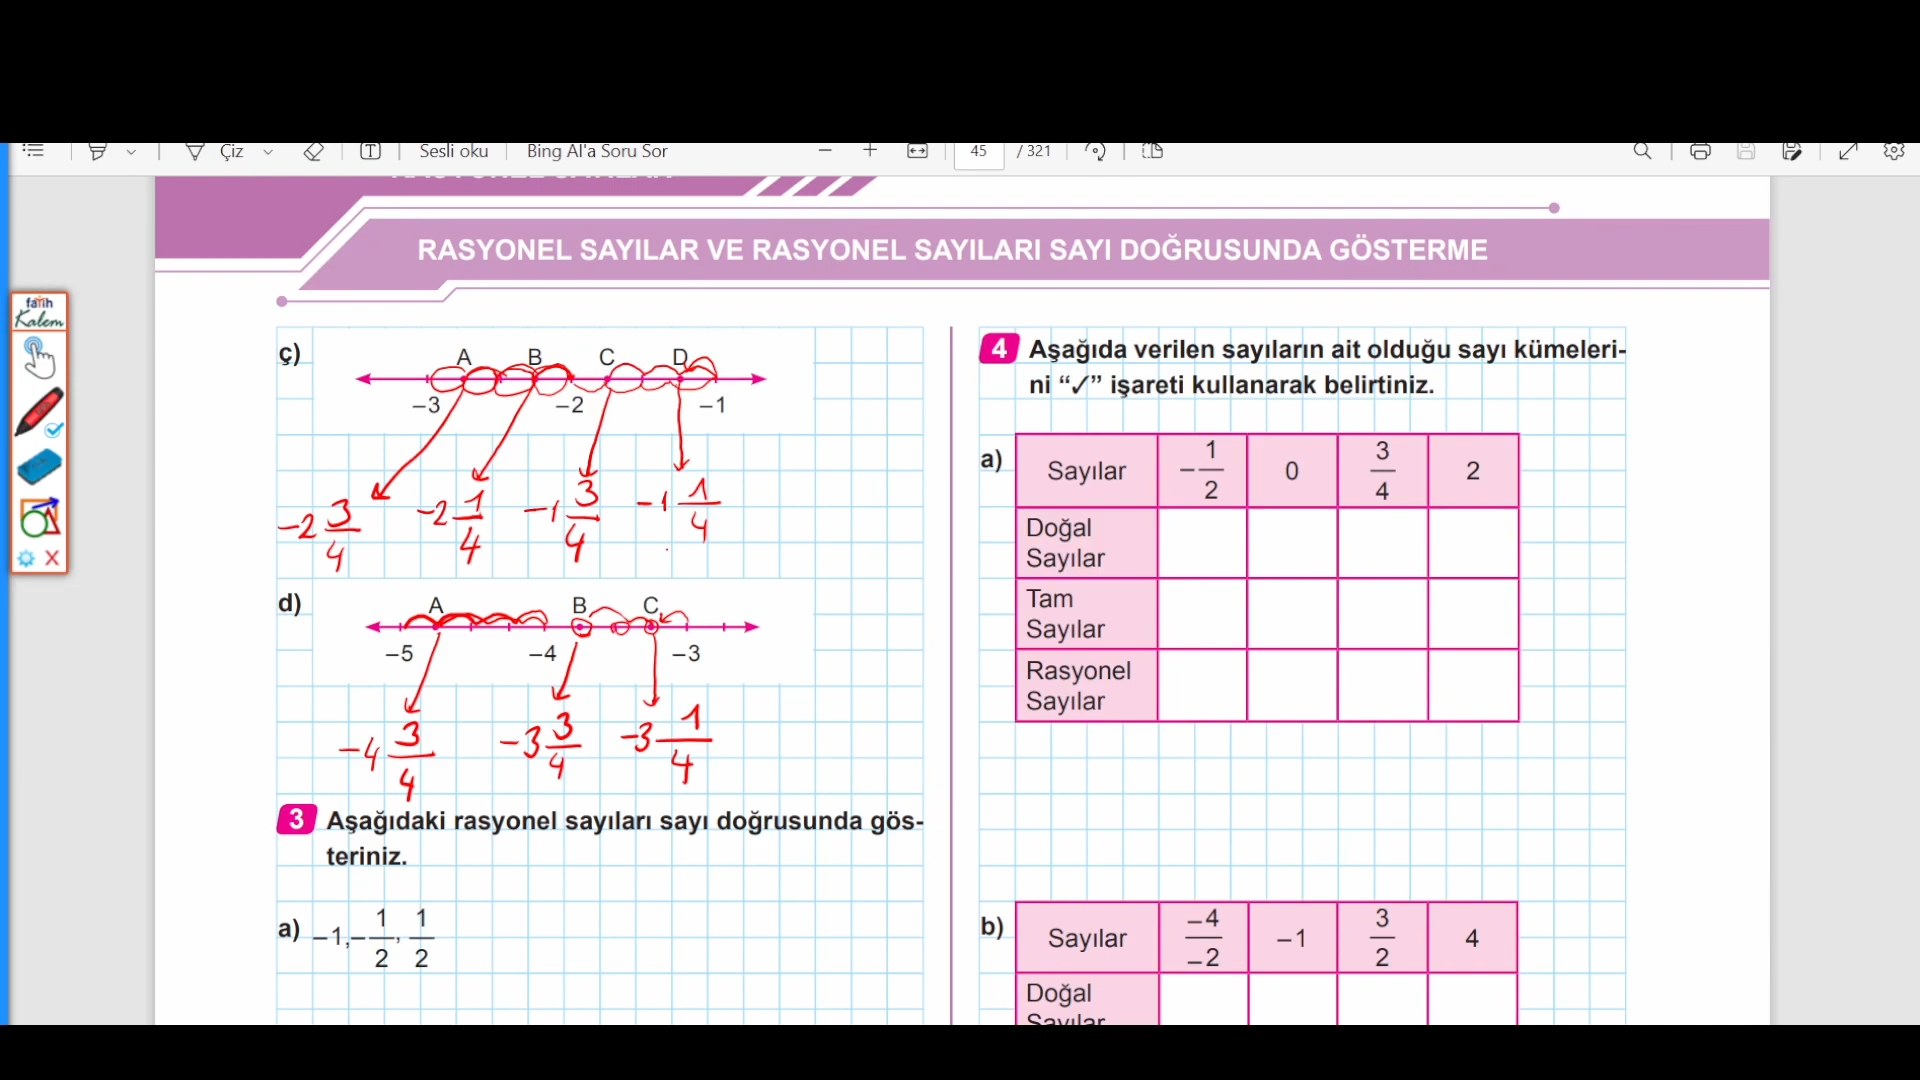 Çiz
Sesli oku
Bing AI'a Soru Sor
45 / 321
RASYONEL SAYILAR VE RASYONEL SAYILARI SAYI DOĞRUSUNDA GÖSTERME
fatih
Kalem
ç)
A B C D
−3 −2 −1
-2 3/4 -2 1/4 -1 3/4 -1 1/4
d)
A B C
−5 −4 −3
-4 3/4 -3 3/4 -3 1/4
3 Aşağıdaki rasyonel sayıları sayı doğrusunda gös-
teriniz.
a) −1, −1/2, 1/2
4 Aşağıda verilen sayıların ait olduğu sayı kümeleri-
ni “✓” işareti kullanarak belirtiniz.
a)
Sayılar −1/2 0 3/4 2
Doğal
Sayılar
Tam
Sayılar
Rasyonel
Sayılar
b)
Sayılar −4/−2 −1 3/2 4
Doğal
Sayılar